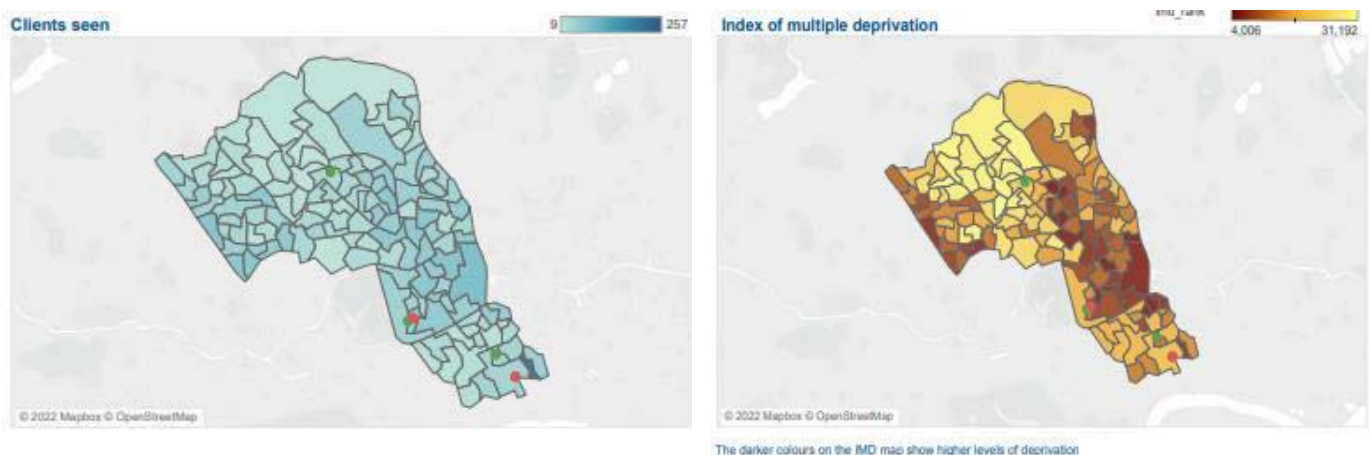 Clients seen
9 257
© 2022 Mapbox © OpenStreetMap
imd_rank
Index of multiple deprivation
4,006 31,192
© 2022 Mapbox © OpenStreetMap
The darker colours on the IMD map show higher levels of deprivation